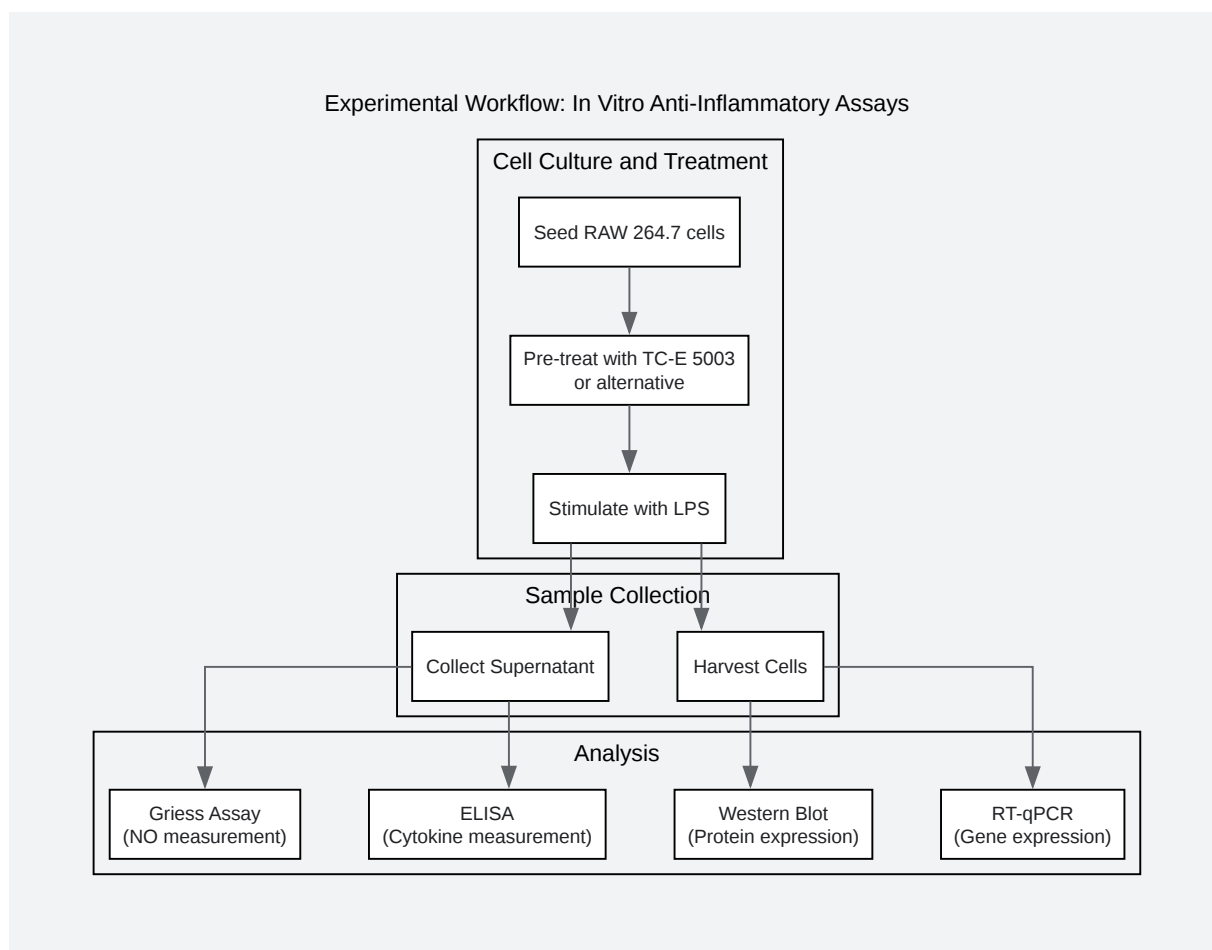 Experimental Workflow: In Vitro Anti-Inflammatory Assays
Cell Culture and Treatment
Seed RAW 264.7 cells
Pre-treat with TC-E 5003
or alternative
Stimulate with LPS
Sample Collection
Collect Supernatant
Harvest Cells
Analysis
Griess Assay
(NO measurement)
ELISA
(Cytokine measurement)
Western Blot
(Protein expression)
RT-qPCR
(Gene expression)